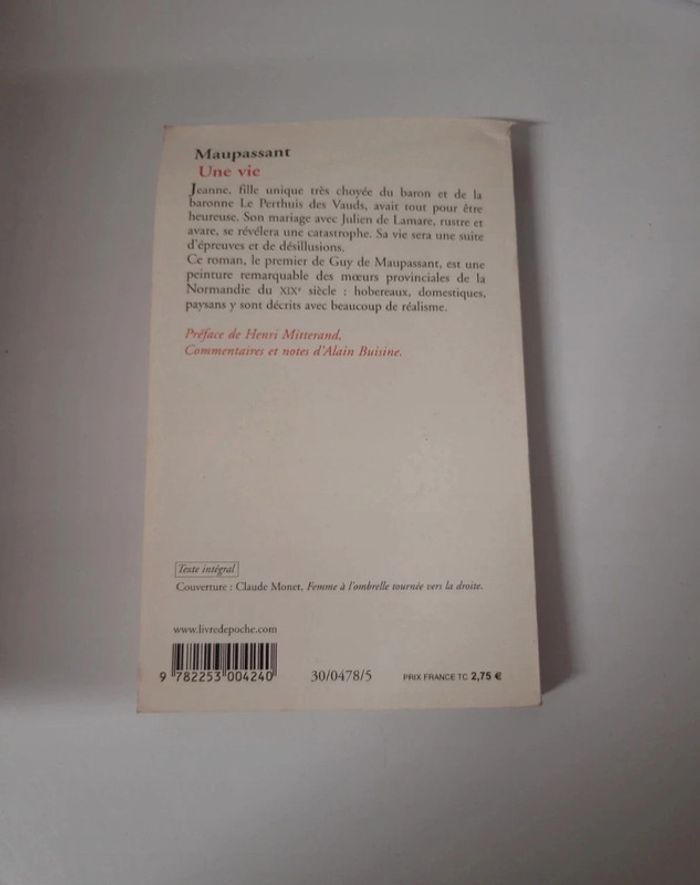 Maupassant
Une vie
Jeanne, fille unique très choyée du baron et de la
baronne Le Perthuis des Vauds, avait tout pour être
heureuse. Son mariage avec Julien de Lamare, rustre et
avare, se révélera une catastrophe. Sa vie sera une suite
d'épreuves et de désillusions.
Ce roman, le premier de Guy de Maupassant, est une
peinture remarquable des mœurs provinciales de la
Normandie du XIXe siècle : hobereaux, domestiques,
paysans y sont décrits avec beaucoup de réalisme.
Préface de Henri Mitterand,
Commentaires et notes d'Alain Buisine.
Texte intégral
Couverture : Claude Monet, Femme à l'ombrelle tournée vers la droite.
www.livredepoche.com
9 782253 004240
30/0478/5
PRIX FRANCE TC 2,75 €